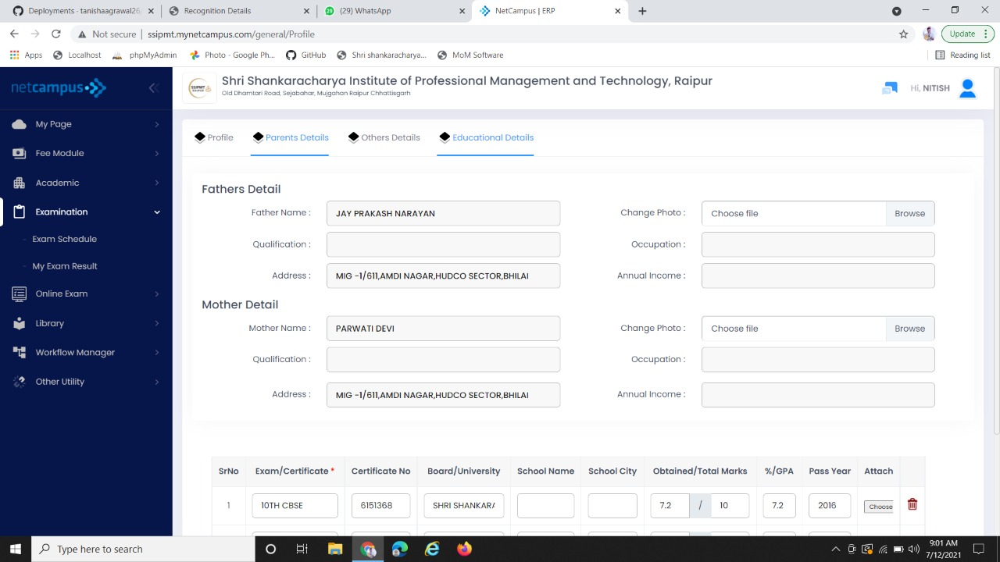 Deployments - tanishaagrawal26
Recognition Details
(29) WhatsApp
NetCampus | ERP
Not secure | ssipmt.mynetcampus.com/general/Profile
Update
Apps
Localhost
phpMyAdmin
Photo - Google Ph...
GitHub
Shri shankaracharya...
MoM Software
Reading list
netcampus
Shri Shankaracharya Institute of Professional Management and Technology, Raipur
Old Dhamtari Road, Sejabahar, Mujgahan Raipur Chhattisgarh
Hi, NITISH
My Page
Fee Module
Academic
Examination
Exam Schedule
My Exam Result
Online Exam
Library
Workflow Manager
Other Utility
Profile
Parents Details
Others Details
Educational Details
Fathers Detail
Father Name : JAY PRAKASH NARAYAN
Change Photo : Choose file Browse
Qualification :
Occupation :
Address : MIG -1/611,AMDI NAGAR,HUDCO SECTOR,BHILAI
Annual Income :
Mother Detail
Mother Name : PARWATI DEVI
Change Photo : Choose file Browse
Qualification :
Occupation :
Address : MIG -1/611,AMDI NAGAR,HUDCO SECTOR,BHILAI
Annual Income :
SrNo Exam/Certificate * Certificate No Board/University School Name School City Obtained/Total Marks %/GPA Pass Year Attach
1 10TH CBSE 5151368 SHRI SHANKARA 7.2 / 10 7.2 2016 Choose
Type here to search
9:01 AM
7/12/2021